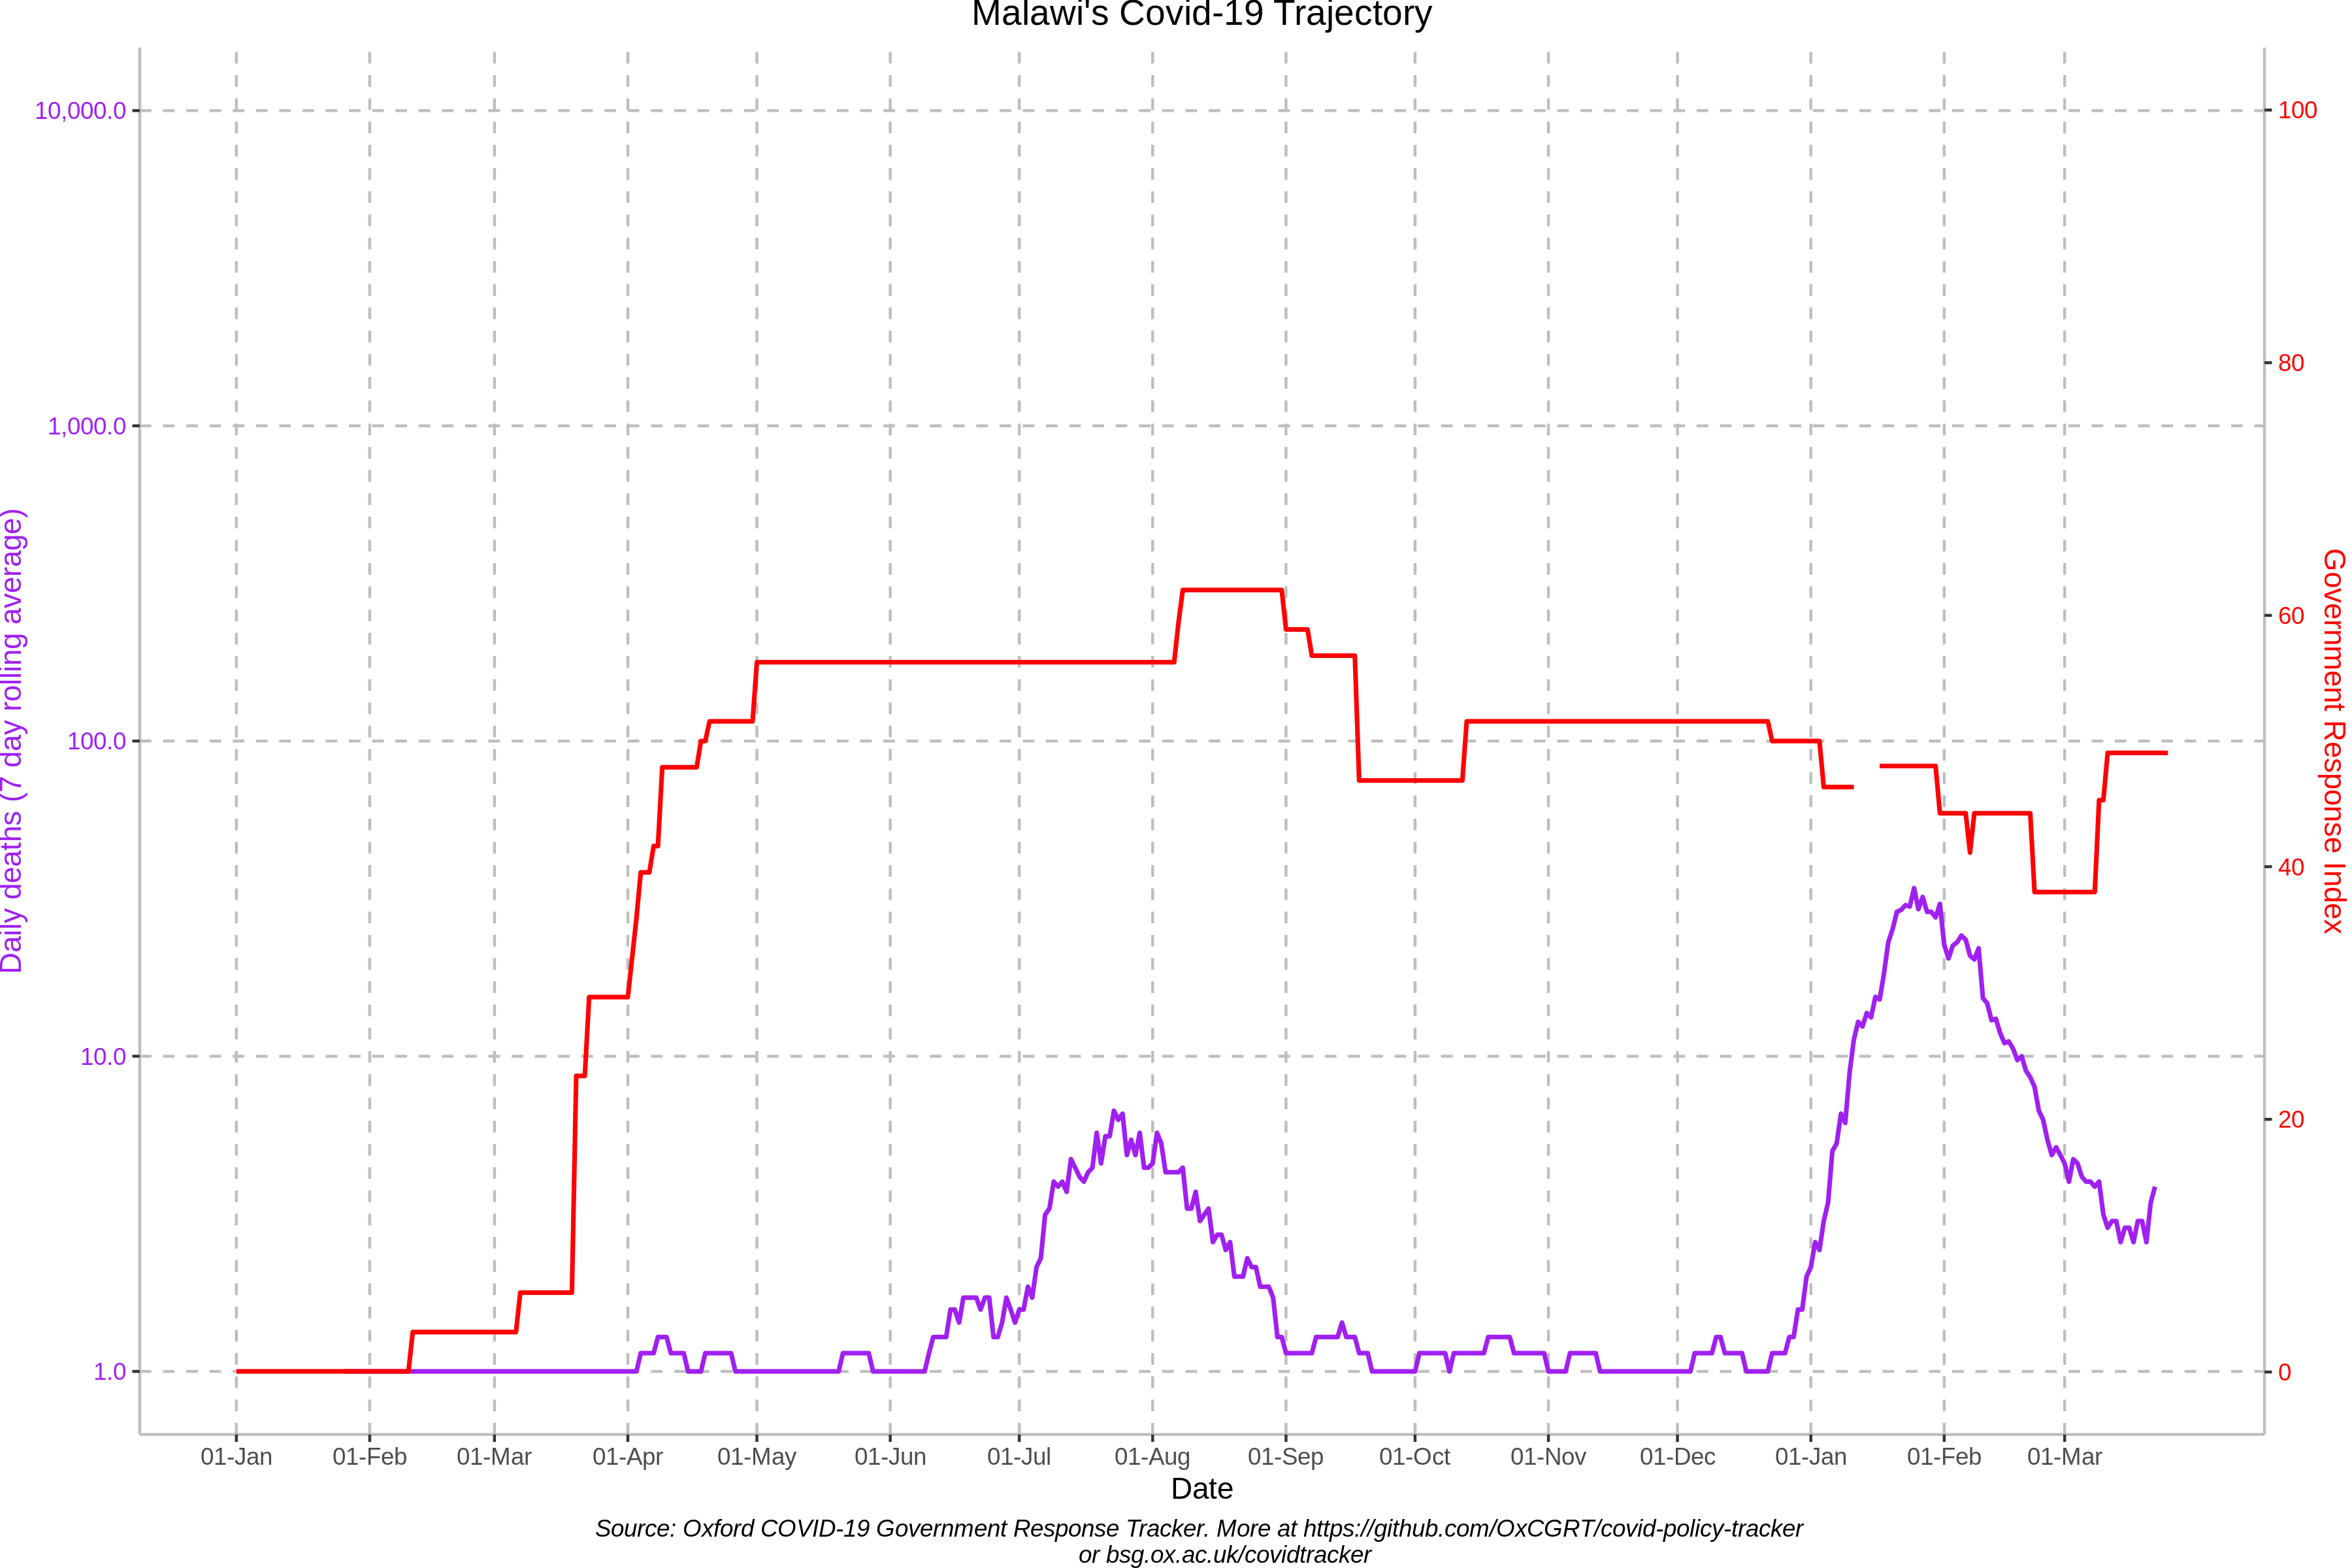 Malawi's Covid-19 Trajectory
10,000.0
1,000.0
100.0
10.0
1.0
Daily deaths (7 day rolling average)
100
80
60
40
20
0
Government Response Index
01-Jan 01-Feb 01-Mar 01-Apr 01-May 01-Jun 01-Jul 01-Aug 01-Sep 01-Oct 01-Nov 01-Dec 01-Jan 01-Feb 01-Mar
Date
Source: Oxford COVID-19 Government Response Tracker. More at https://github.com/OxCGRT/covid-policy-tracker
or bsg.ox.ac.uk/covidtracker